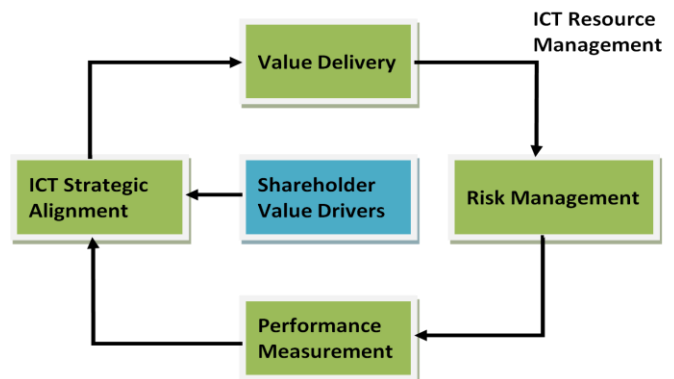 ICT Resource
Management
Value Delivery
ICT Strategic
Alignment
Shareholder
Value Drivers
Risk Management
Performance
Measurement